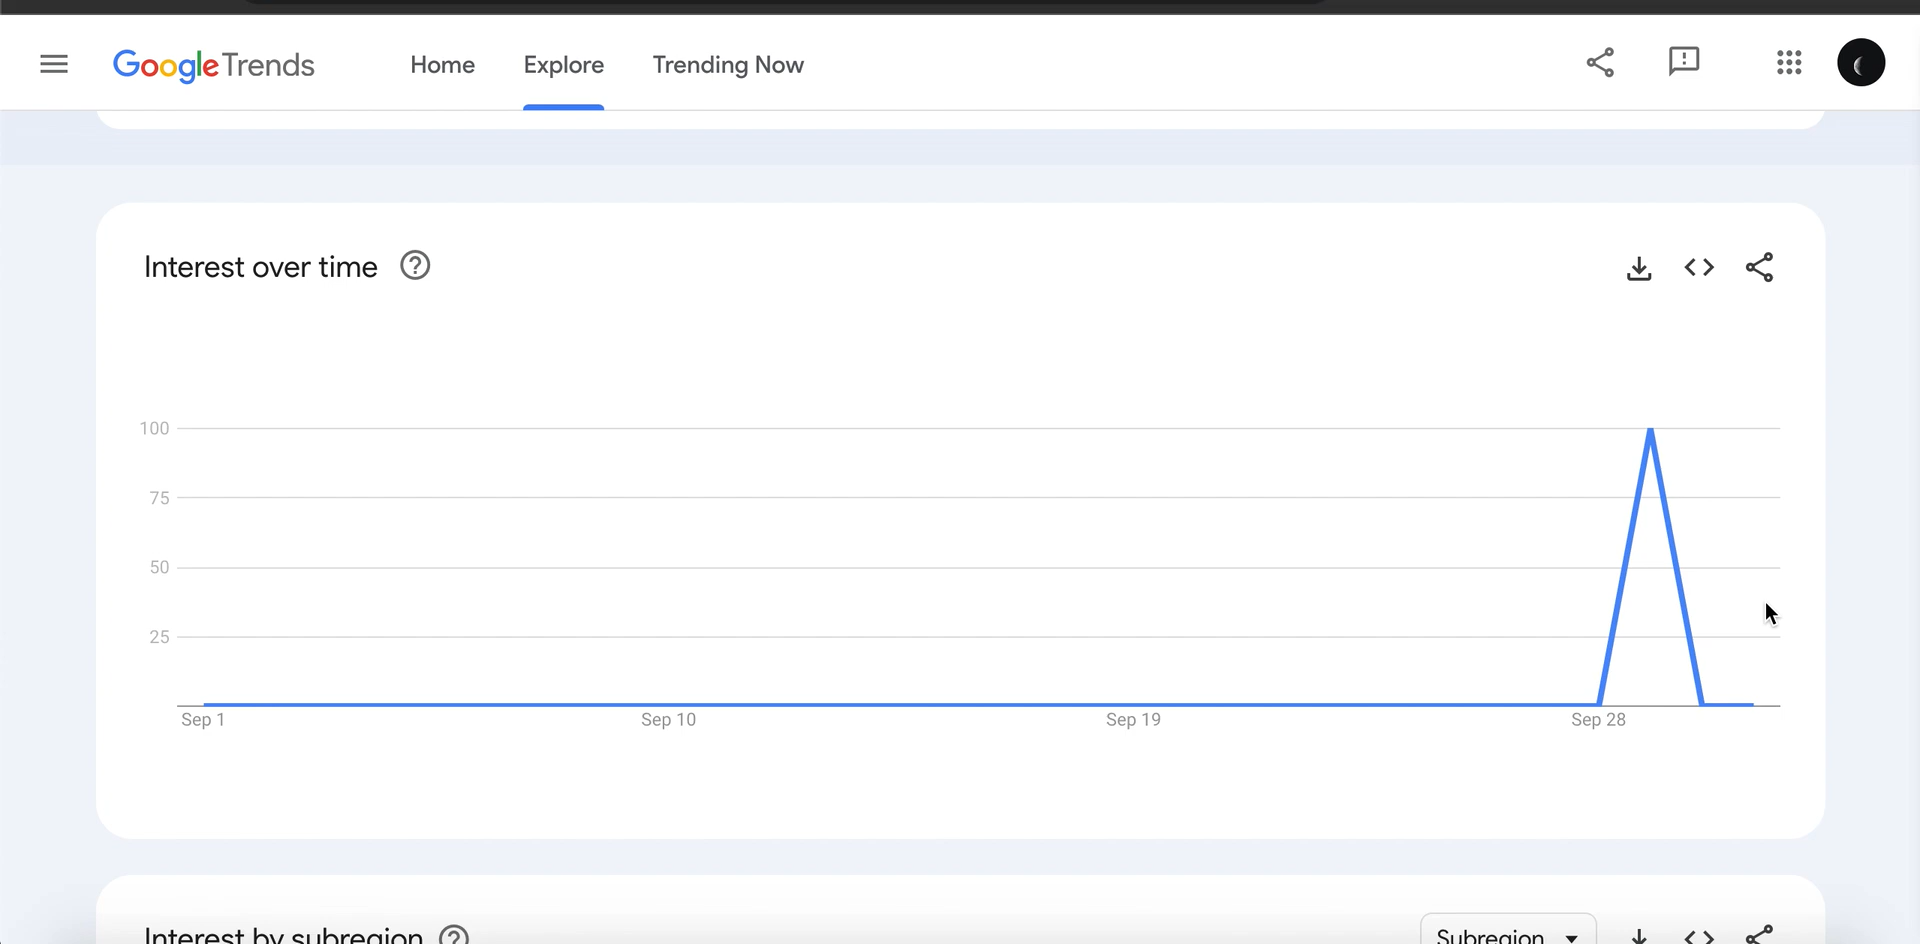 Google Trends
Home
Explore
Trending Now
Interest over time
100
75
50
25
Sep 1
Sep 10
Sep 19
Sep 28
Interest by subregion
Subregion